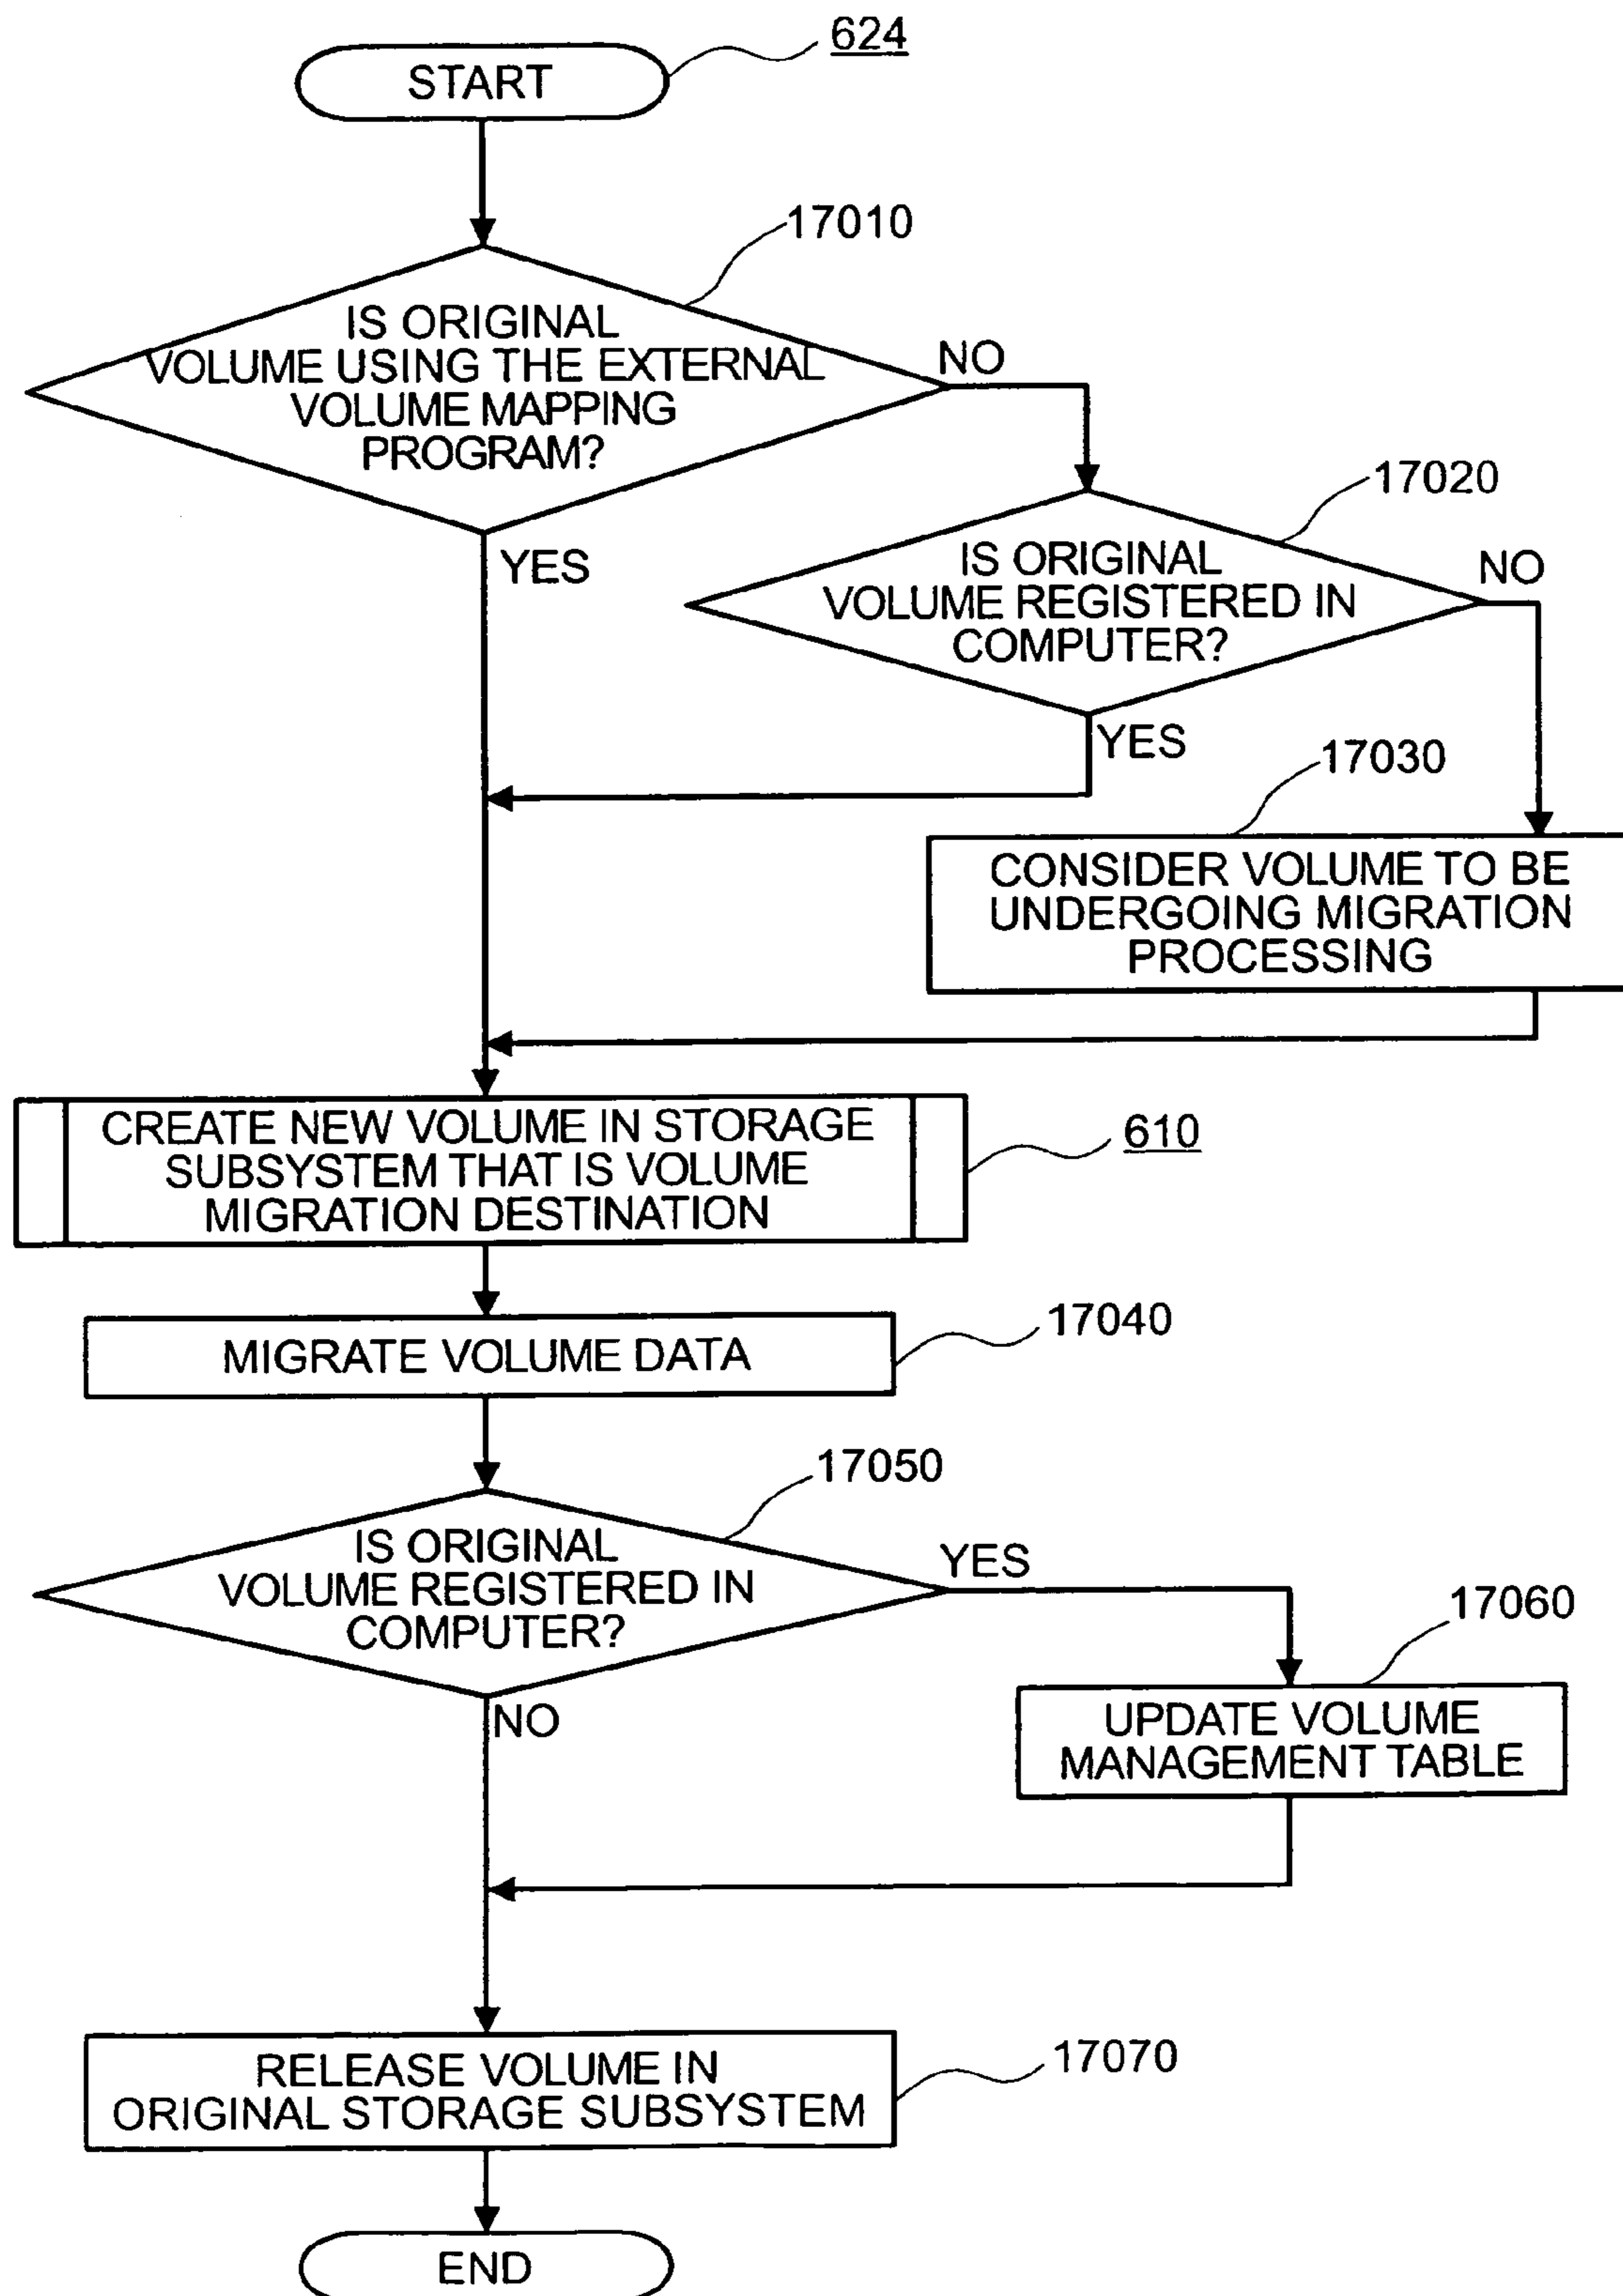 624
START
17010
IS ORIGINAL
VOLUME USING THE EXTERNAL
VOLUME MAPPING
PROGRAM?
NO
YES
17020
IS ORIGINAL
VOLUME REGISTERED IN
COMPUTER?
NO
YES
17030
CONSIDER VOLUME TO BE
UNDERGOING MIGRATION
PROCESSING
CREATE NEW VOLUME IN STORAGE
SUBSYSTEM THAT IS VOLUME
MIGRATION DESTINATION
610
MIGRATE VOLUME DATA
17040
17050
IS ORIGINAL
VOLUME REGISTERED IN
COMPUTER?
YES
NO
17060
UPDATE VOLUME
MANAGEMENT TABLE
RELEASE VOLUME IN
ORIGINAL STORAGE SUBSYSTEM
17070
END